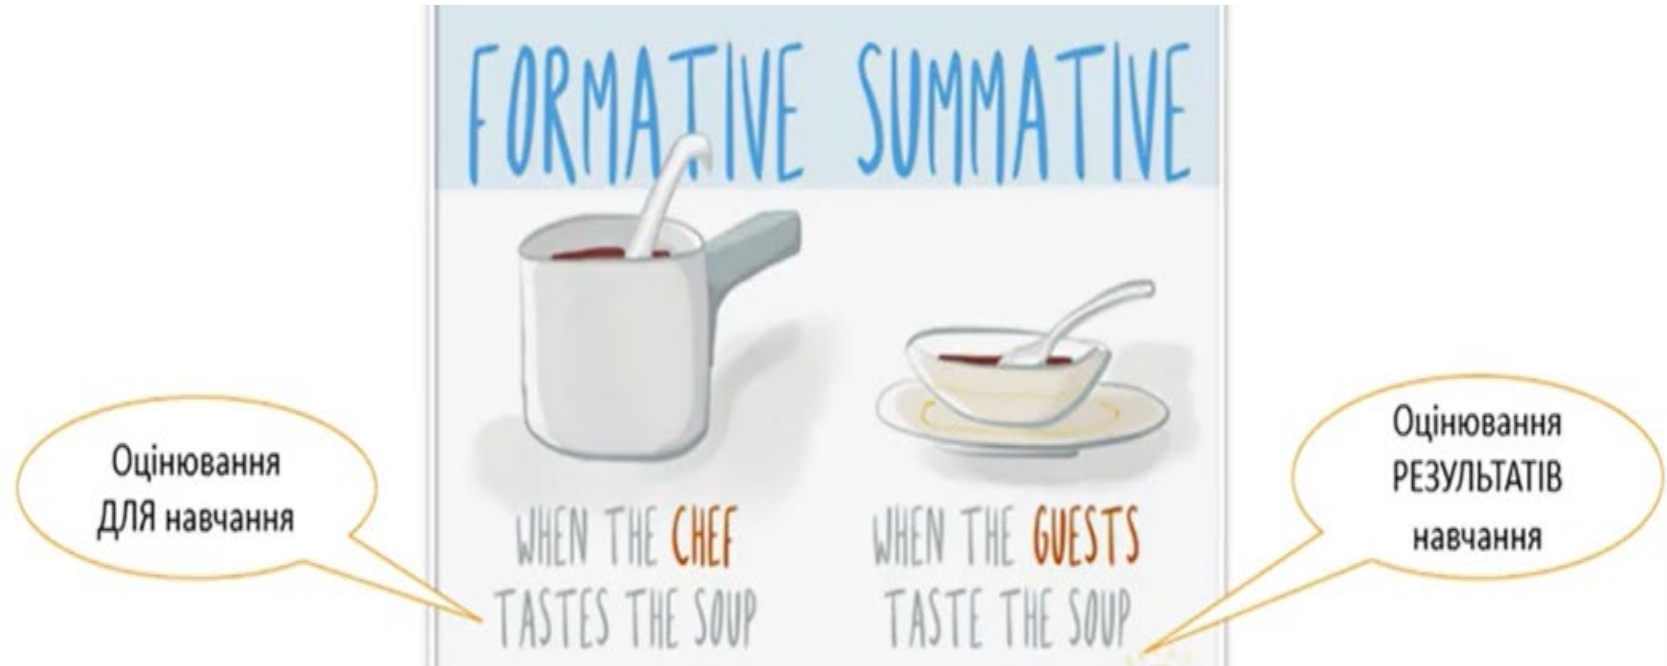 FORMATIVE SUMMATIVE
Оцінювання
ДЛЯ навчання
WHEN THE CHEF
TASTES THE SOUP
WHEN THE GUESTS
TASTE THE SOUP
Оцінювання
РЕЗУЛЬТАТІВ
навчання